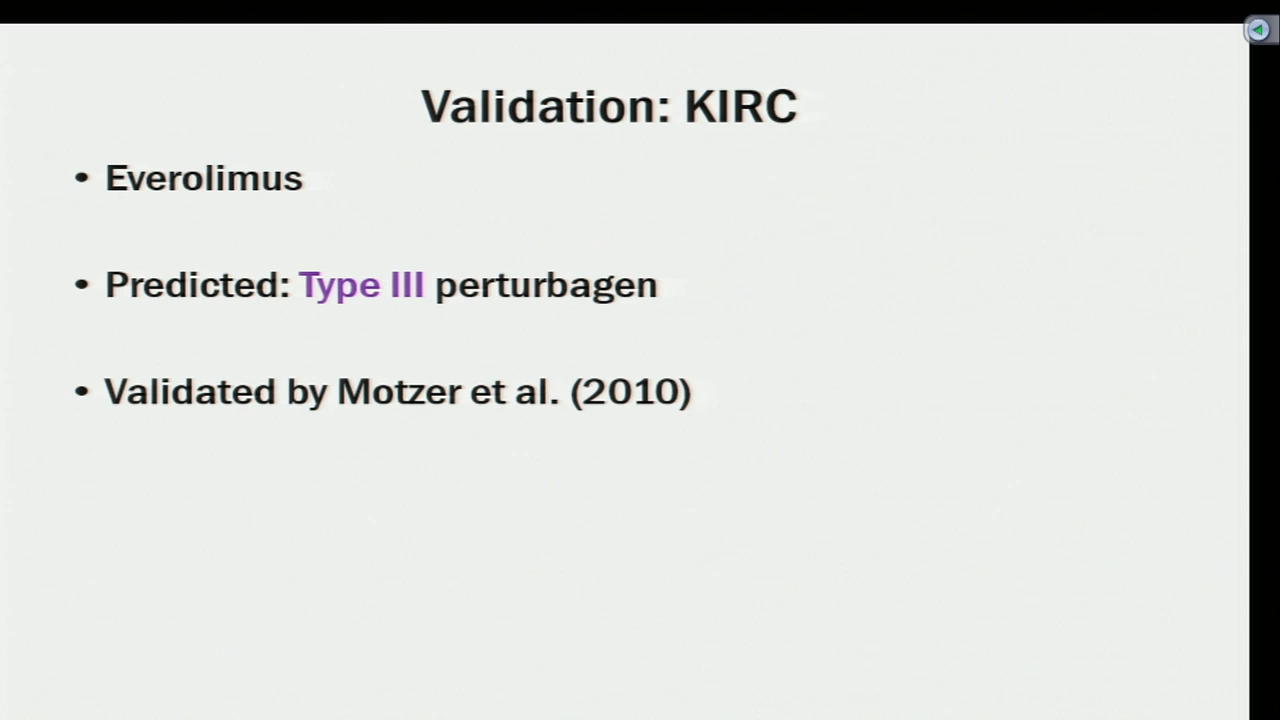 Validation: KIRC
• Everolimus
• Predicted: Type III perturbagen
• Validated by Motzer et al. (2010)